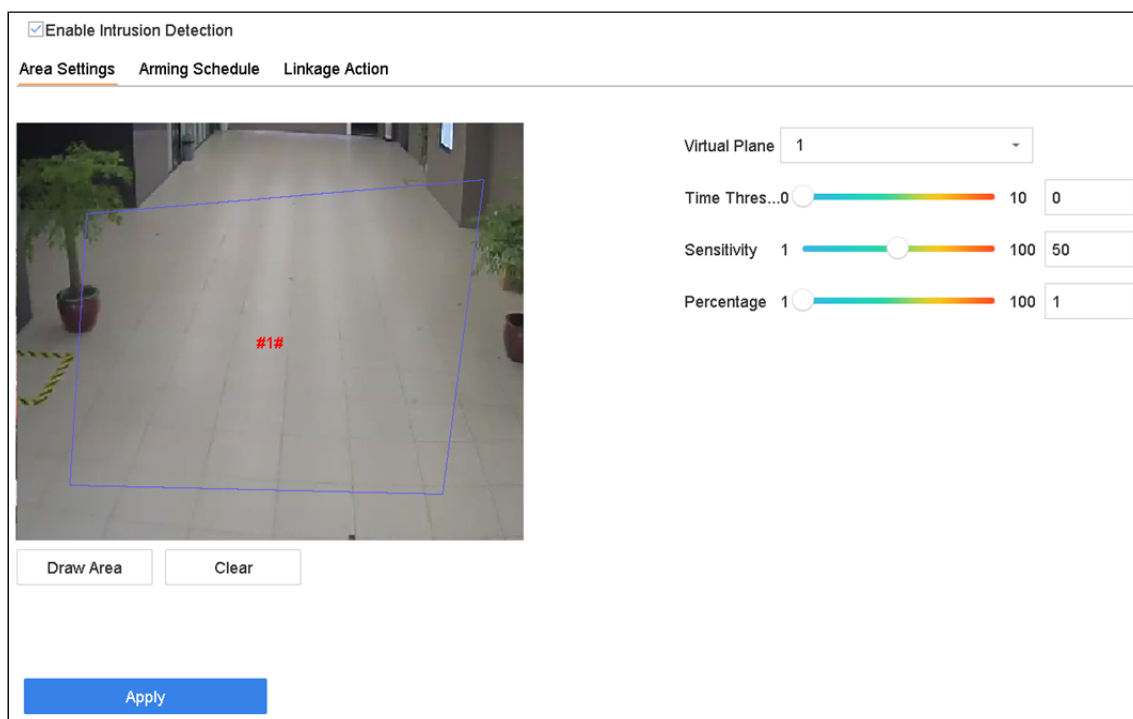 Enable Intrusion Detection
Area Settings Arming Schedule Linkage Action
Virtual Plane 1
Time Thres...0 10 0
Sensitivity 1 100 50
Percentage 1 100 1
#1#
Draw Area Clear
Apply